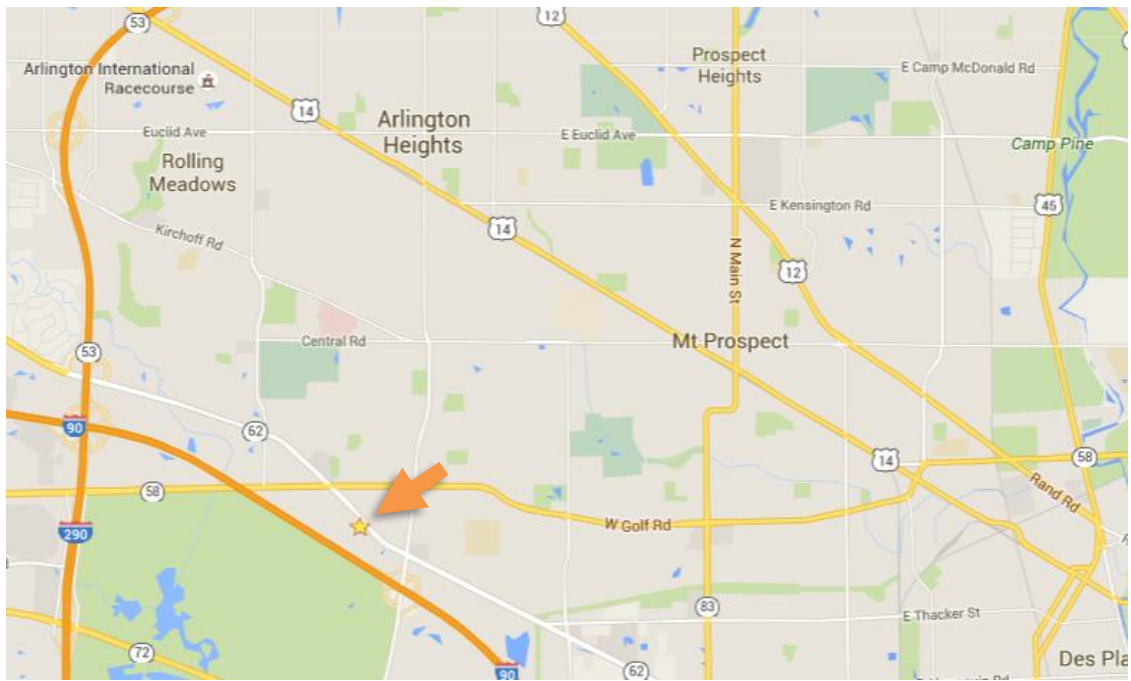 53
12
Prospect
Heights
E Camp McDonald Rd
Arlington International
Racecourse
14
Arlington
Heights
Euclid Ave
E Euclid Ave
Camp Pine
Rolling
Meadows
E Kensington Rd
45
Kirchoff Rd
14
N Main St
12
Central Rd
Mt Prospect
53
90
62
14
58
58
Rand Rd
W Golf Rd
290
83
E Thacker St
72
Des Pla
62
90